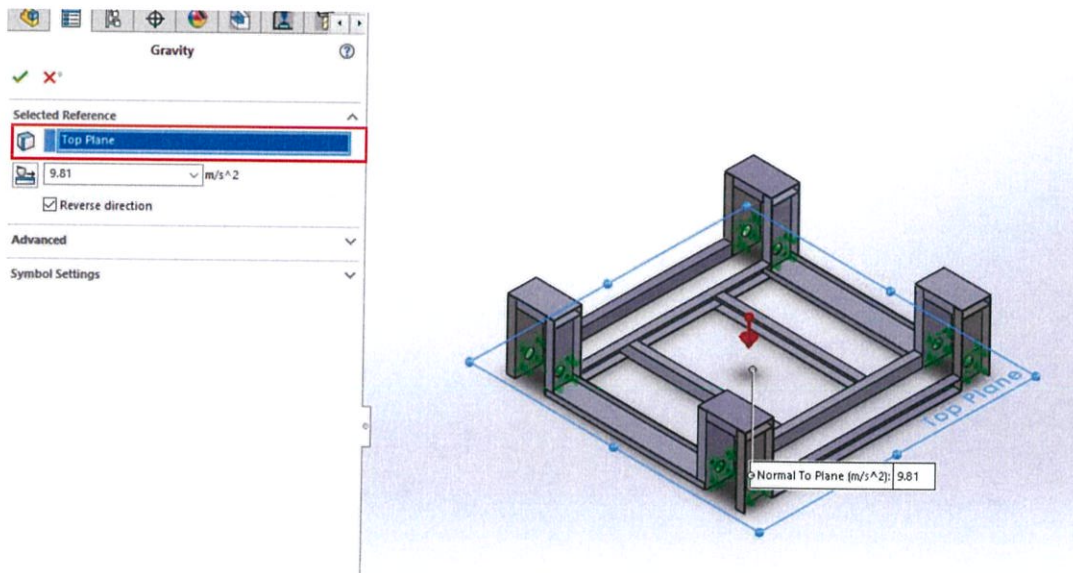 Gravity
Selected Reference
Top Plane
9.81 m/s^2
Reverse direction
Advanced
Symbol Settings
Top Plane
Normal To Plane (m/s^2): 9.81